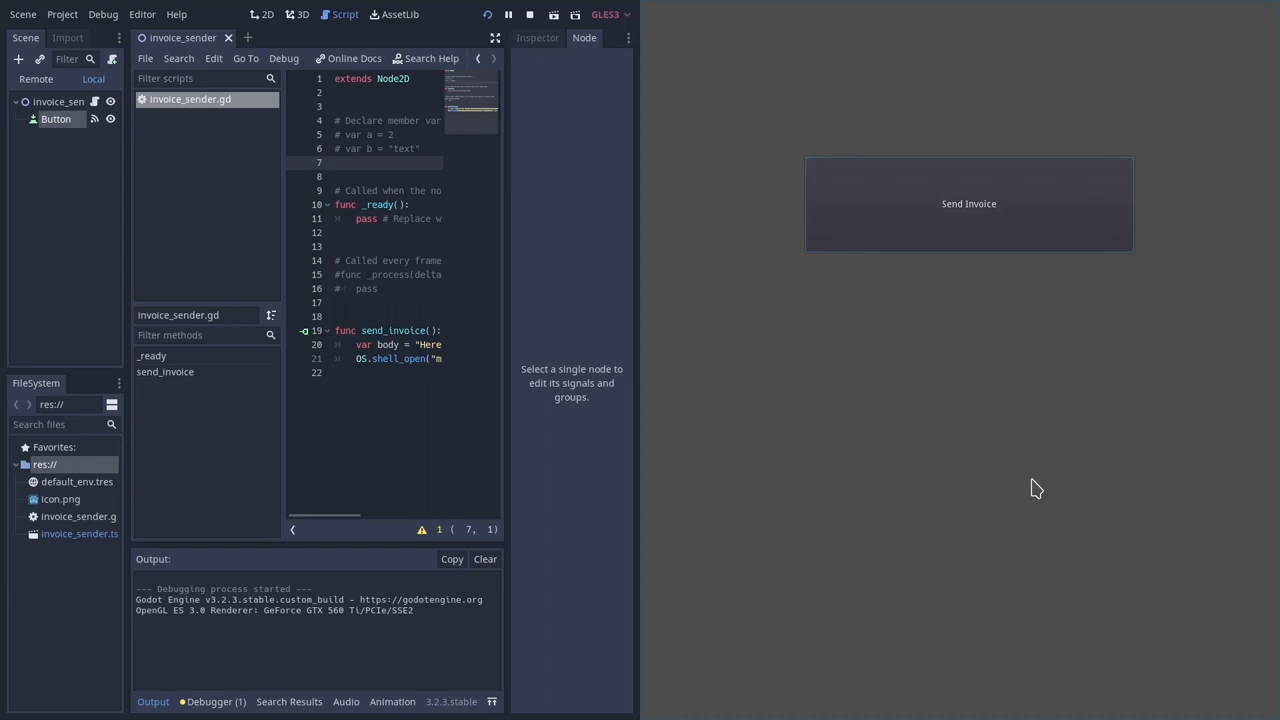 Scene Project Debug Editor Help
2D 3D Script AssetLib
GLES3
Scene Import
Filter
Remote Local
invoice_sen
Button
FileSystem
res://
Search files
Favorites:
res://
default_env.tres
icon.png
invoice_sender.g
invoice_sender.ts
invoice_sender
File Search Edit Go To Debug Online Docs Search Help
Filter scripts
invoice_sender.gd
invoice_sender.gd
Filter methods
_ready
send_invoice
1 extends Node2D
2
3
4 # Declare member var
5 # var a = 2
6 # var b = "text"
7
8
9 # Called when the no
10 func _ready():
11 pass # Replace w
12
13
14 # Called every frame
15 #func _process(delta
16 # pass
17
18
19 func send_invoice():
20 var body = "Here
21 OS.shell_open("m
22
1 ( 7, 1)
Output: Copy Clear
--- Debugging process started ---
Godot Engine v3.2.3.stable.custom_build - https://godotengine.org
OpenGL ES 3.0 Renderer: GeForce GTX 560 Ti/PCIe/SSE2
Output Debugger (1) Search Results Audio Animation 3.2.3.stable
Inspector Node
Select a single node to
edit its signals and
groups.
Send Invoice